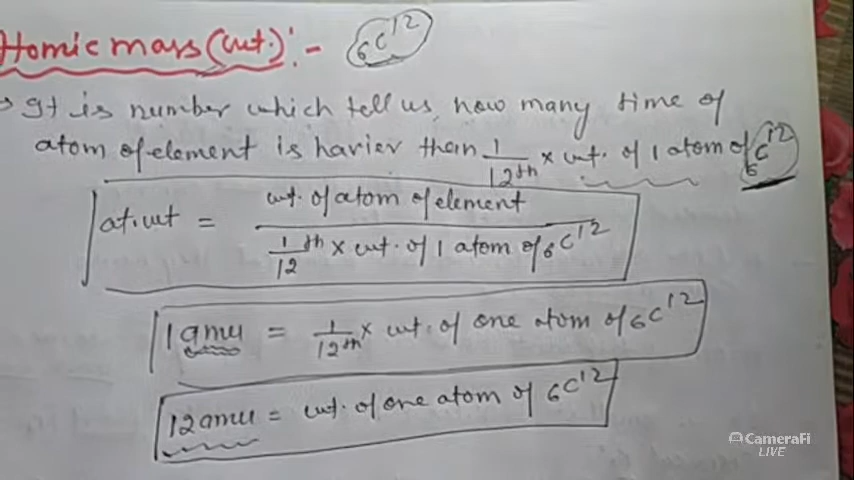 Atomic mass (wt.) :- ₆C¹²
→ It is number which tell us, how many time of
atom of element is havier than 1/12th × wt. of 1 atom of ₆C¹²
at.wt = wt. of atom of element / 1/12 th × wt. of 1 atom of ₆C¹²
1 amu = 1/12th × wt. of one atom of ₆C¹²
12 amu = wt. of one atom of ₆C¹²
CameraFi
LIVE